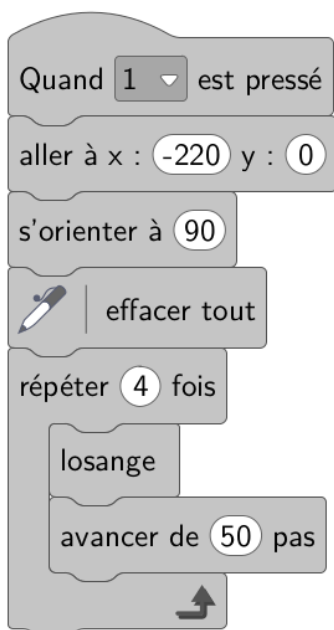 Quand 1 est pressé
aller à x : -220 y : 0
s'orienter à 90
effacer tout
répéter 4 fois
losange
avancer de 50 pas